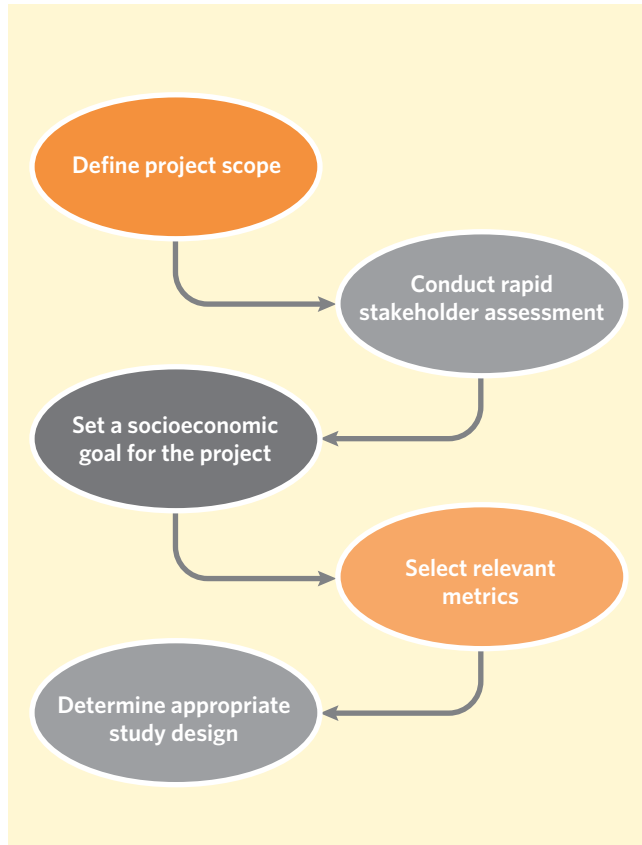 Define project scope
Conduct rapid
stakeholder assessment
Set a socioeconomic
goal for the project
Select relevant
metrics
Determine appropriate
study design